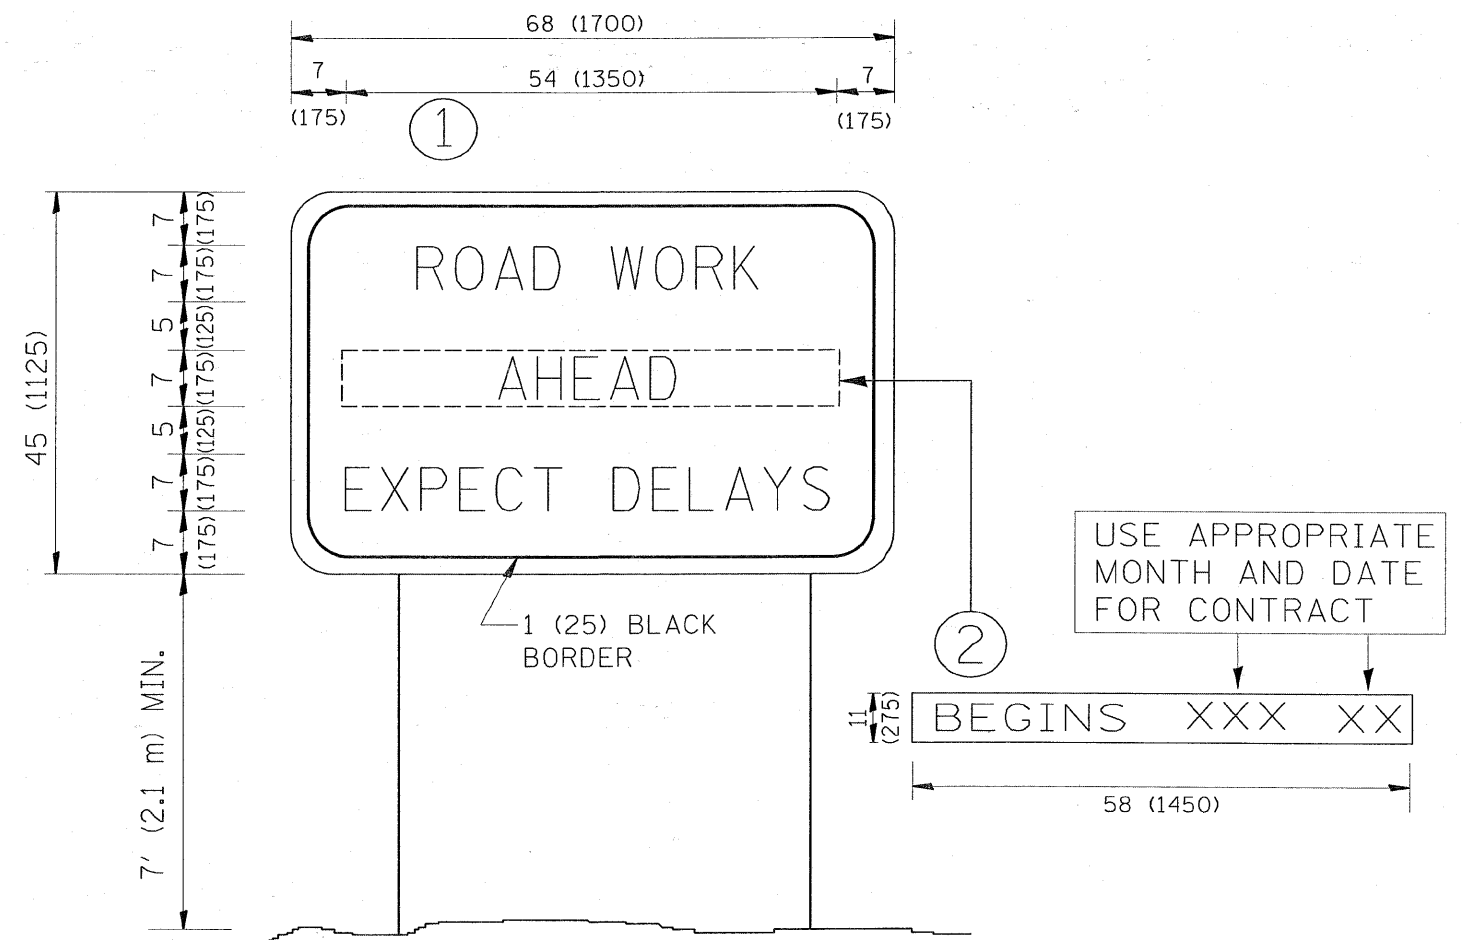 68 (1700)
7 54 (1350) 7
(175) (175)
1
45 (1125)
7 (175)
7 (175)
5 (125)
7 (175)
5 (125)
7 (175)
7 (175)
ROAD WORK
AHEAD
EXPECT DELAYS
1 (25) BLACK
BORDER
7' (2.1 m) MIN.
USE APPROPRIATE
MONTH AND DATE
FOR CONTRACT
2
11
(275)
BEGINS XXX XX
58 (1450)